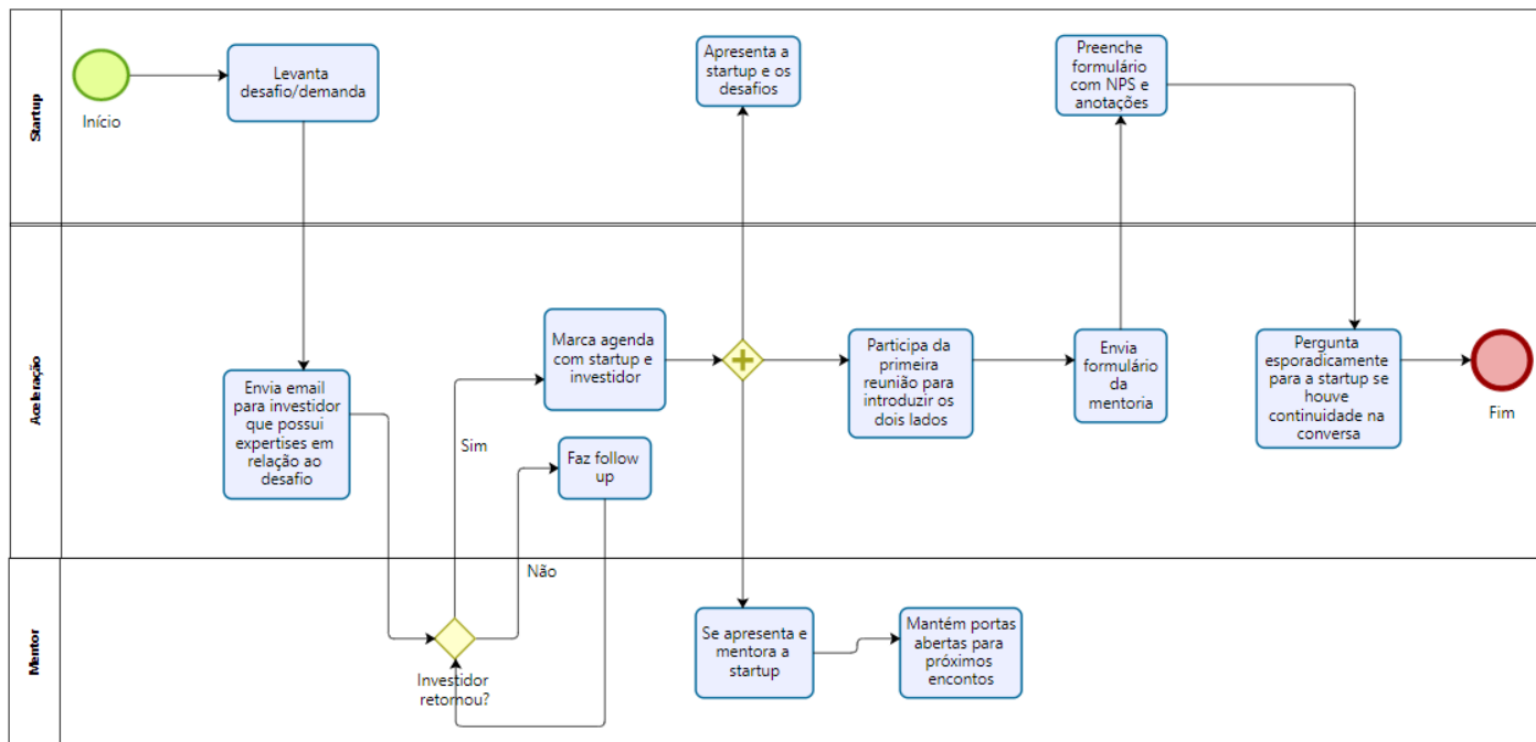 Startup
Início
Levanta
desafio/demanda
Apresenta a
startup e os
desafios
Preenche
formulário
com NPS e
anotações
Aceleração
Envia email
para investidor
que possui
expertises em
relação ao
desafio
Sim
Marca agenda
com startup e
investidor
Faz follow
up
Não
Participa da
primeira
reunião para
introduzir os
dois lados
Envia
formulário
da
mentoria
Pergunta
esporadicamente
para a startup se
houve
continuidade na
conversa
Fim
Mentor
Investidor
retornou?
Se apresenta e
mentora a
startup
Mantém portas
abertas para
próximos
encontos